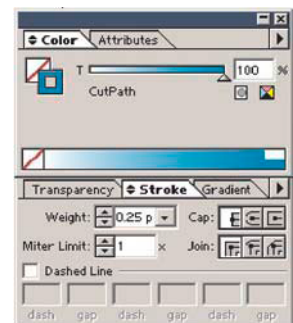 Color Attributes
T 100 %
CutPath
Transparency Stroke Gradient
Weight: 0.25 p Cap:
Miter Limit: 1 x Join:
Dashed Line
dash gap dash gap dash gap